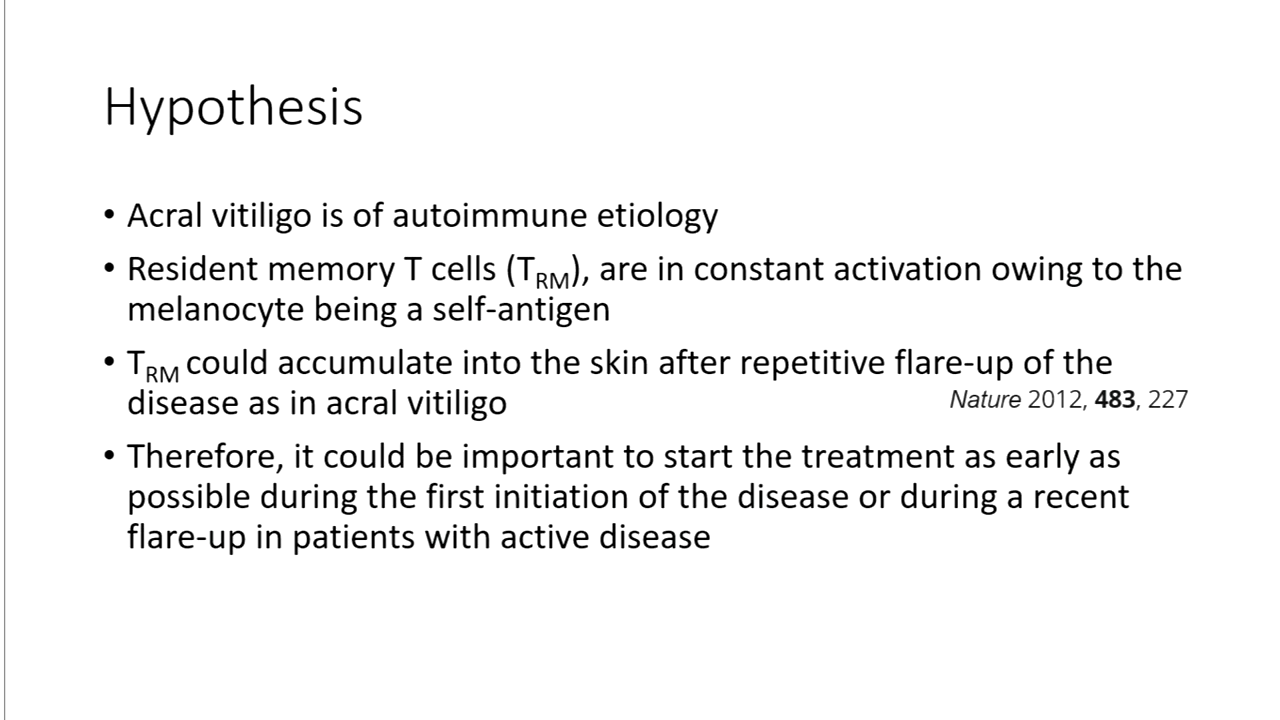 Hypothesis
• Acral vitiligo is of autoimmune etiology
• Resident memory T cells (TRM), are in constant activation owing to the
melanocyte being a self-antigen
• TRM could accumulate into the skin after repetitive flare-up of the
disease as in acral vitiligo
Nature 2012, 483, 227
• Therefore, it could be important to start the treatment as early as
possible during the first initiation of the disease or during a recent
flare-up in patients with active disease